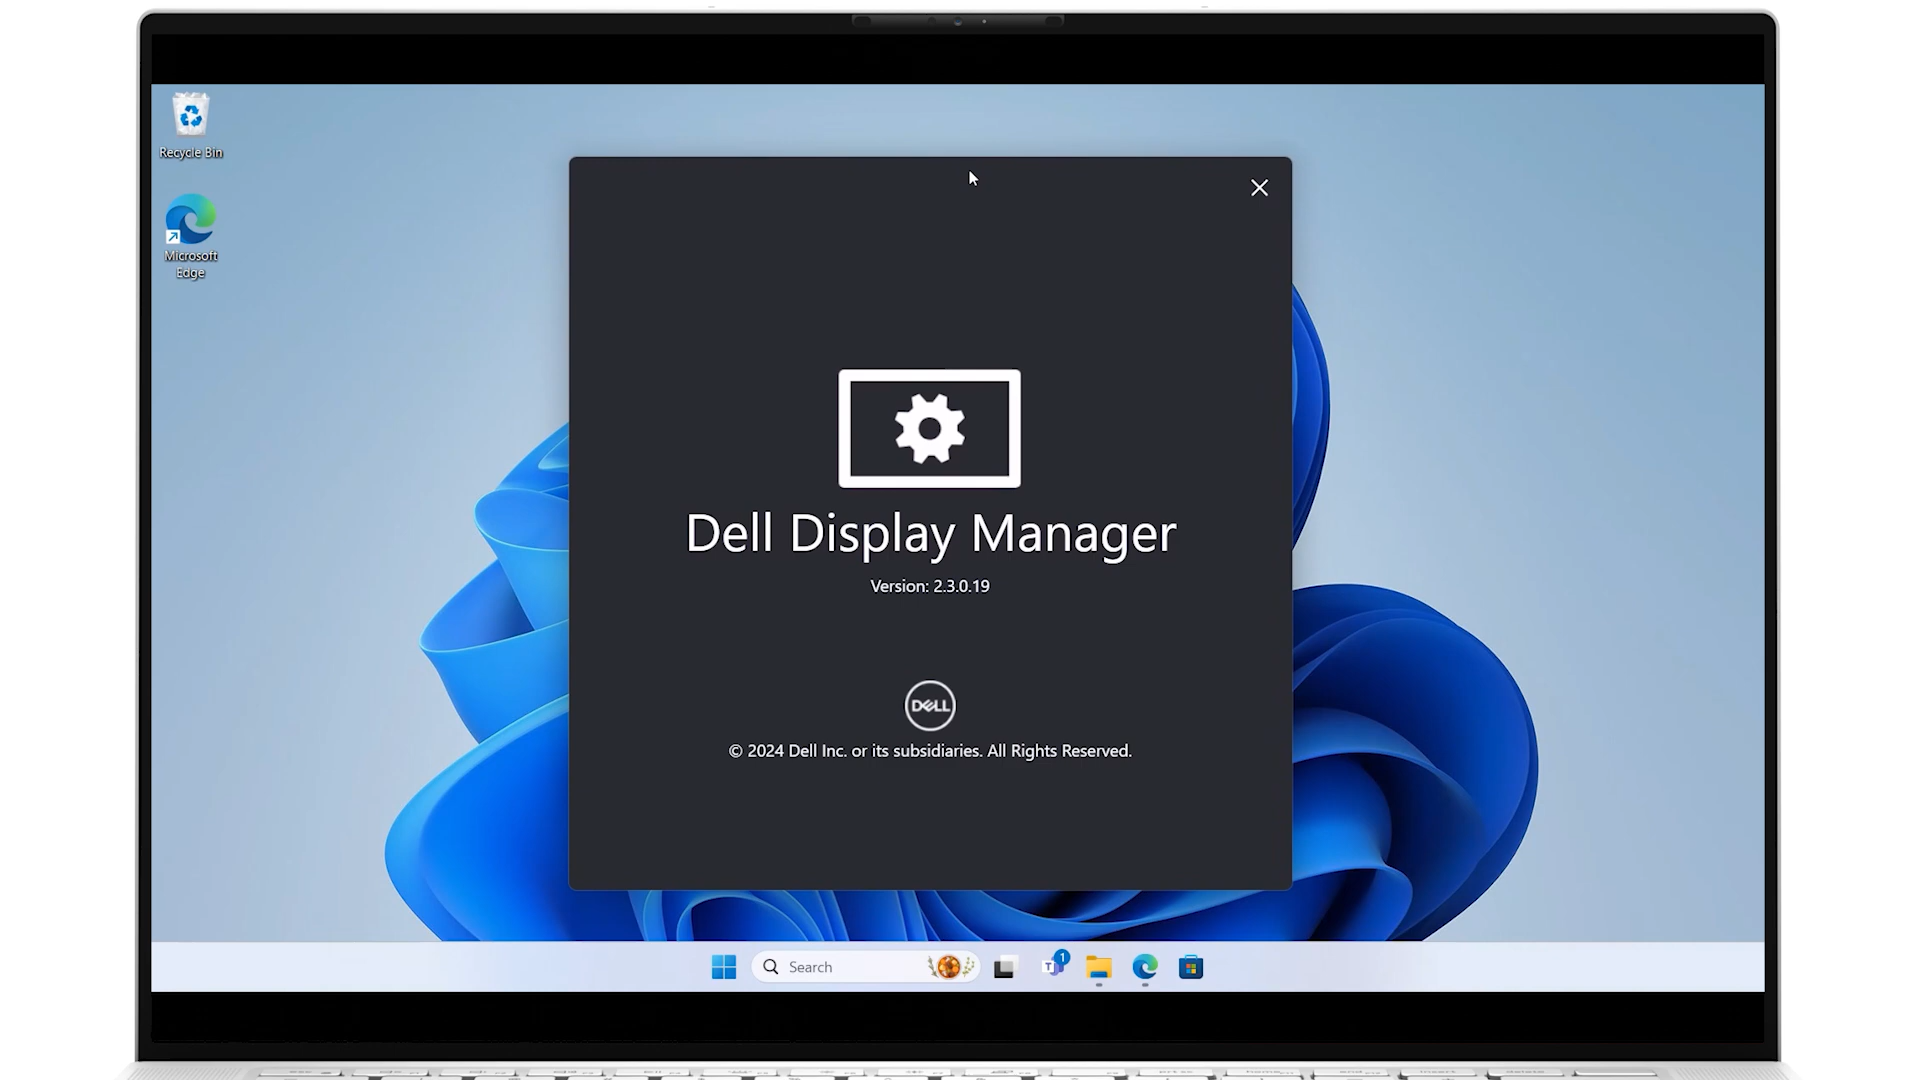 Recycle Bin
Microsoft
Edge
Dell Display Manager
Version: 2.3.0.19
DELL
© 2024 Dell Inc. or its subsidiaries. All Rights Reserved.
Search
T
1